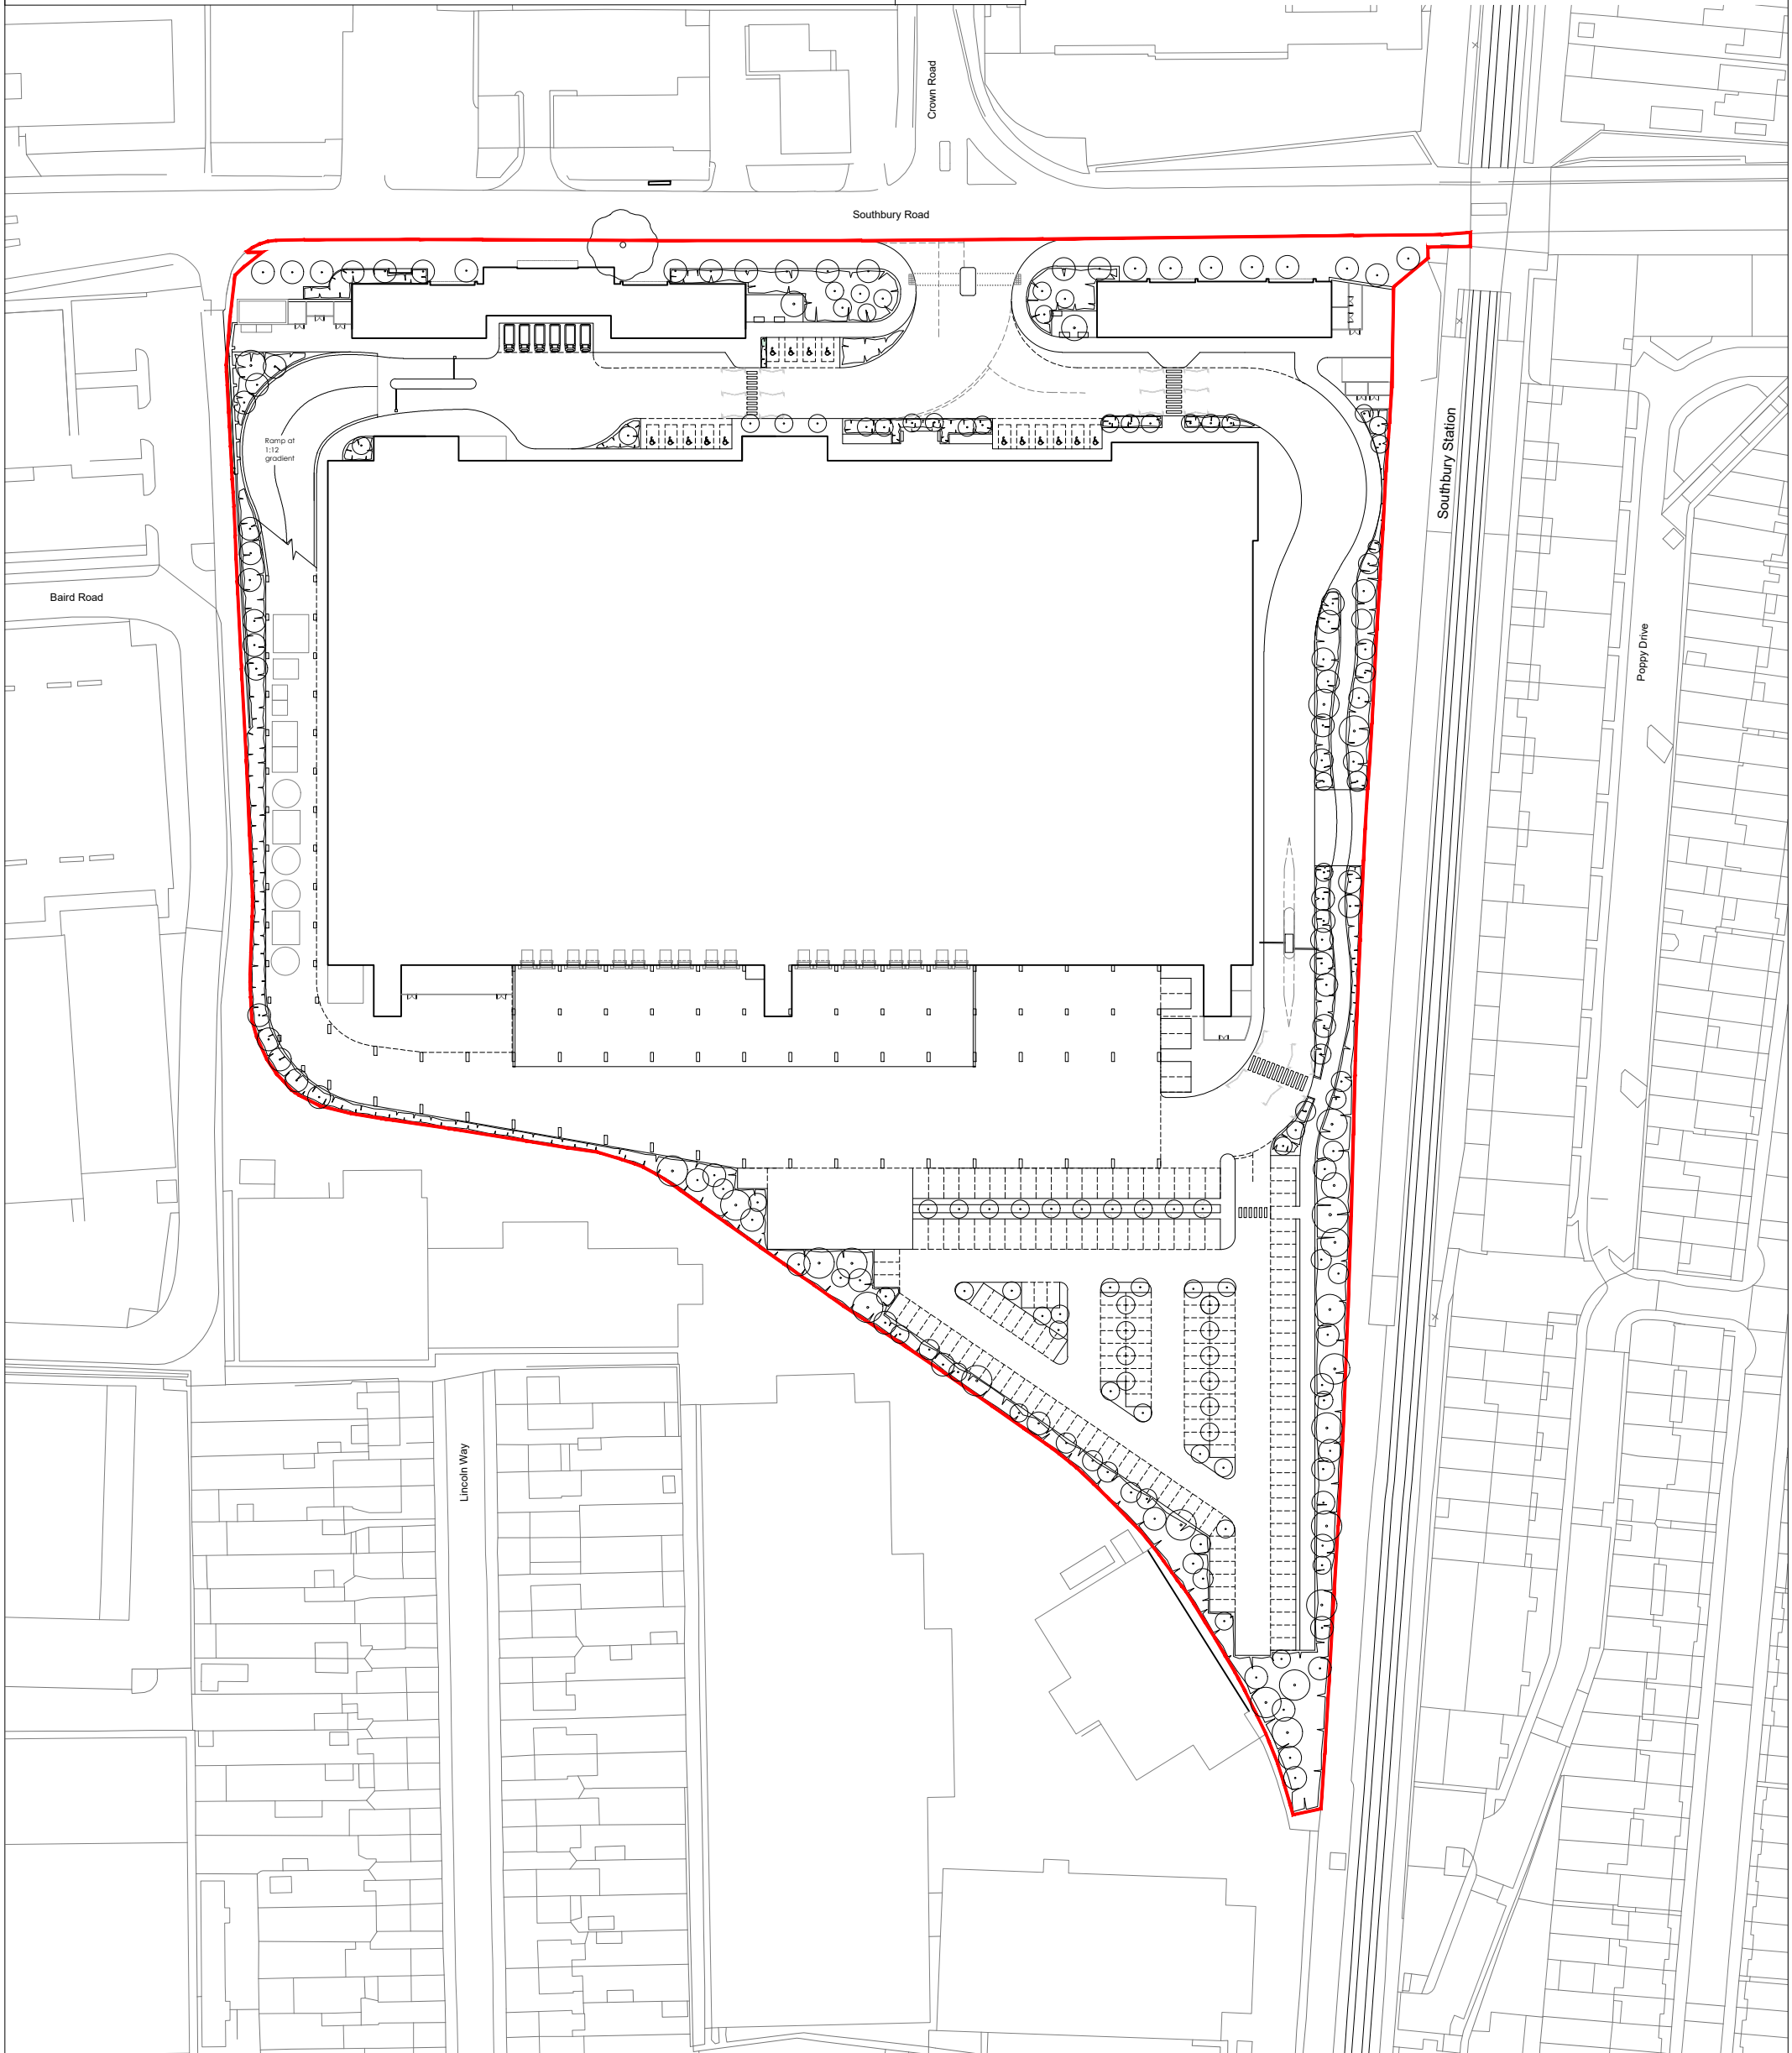 Crown Road
Southbury Road
Ramp at
1:12
gradient
Southbury Station
Baird Road
Poppy Drive
Lincoln Way